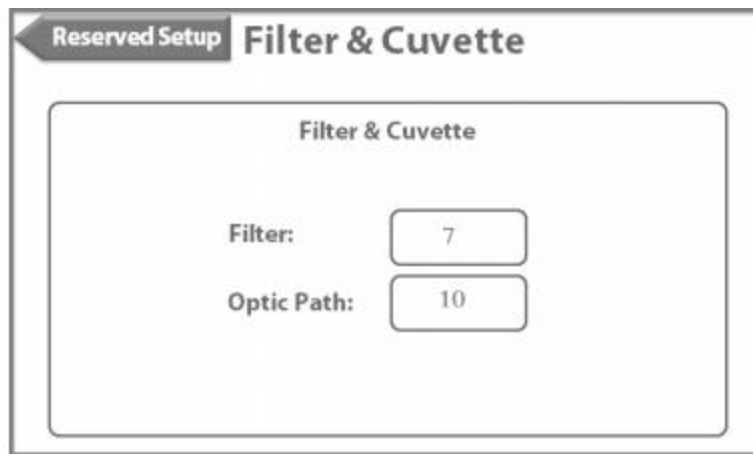 Reserved Setup Filter & Cuvette
Filter & Cuvette
Filter: 7
Optic Path: 10